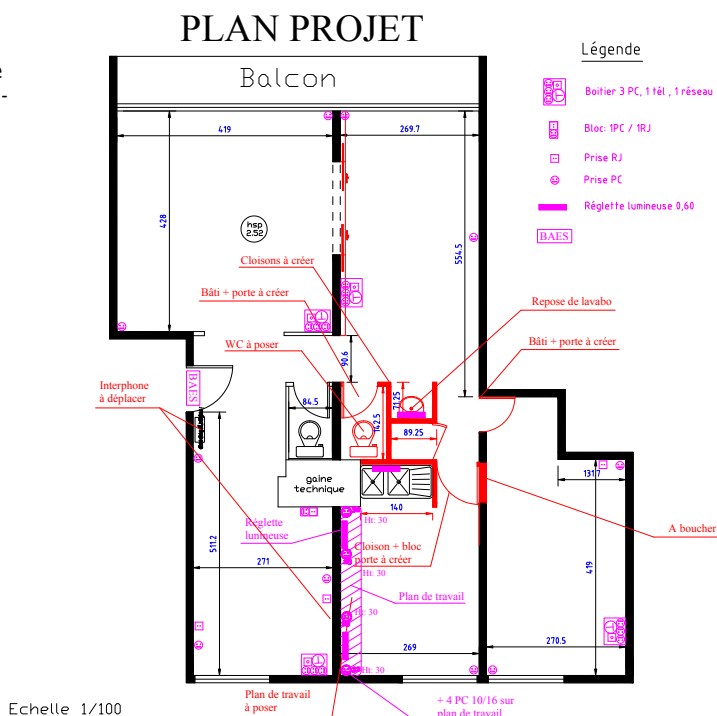 PLAN PROJET
Légende
Balcon
Boitier 3 PC, 1 tél , 1 réseau
Bloc: 1PC / 1RJ
Prise RJ
Prise PC
Réglette lumineuse 0,60
BAES
419
269.7
428
hsp
2.52
554.5
Cloisons à créer
Bâti + porte à créer
Repose de lavabo
WC à poser
Bâti + porte à créer
90.6
Interphone
à déplacer
BAES
84.5
142.5
71.25
89.25
gaine
technique
131.7
140
Ht: 30
Réglette
lumineuse
A boucher
511.2
271
Cloison + bloc
porte à créer
Ht: 30
419
Plan de travail
Ht: 30
269
270.5
Ht: 30
Plan de travail
à poser
+ 4 PC 10/16 sur
plan de travail
Echelle 1/100